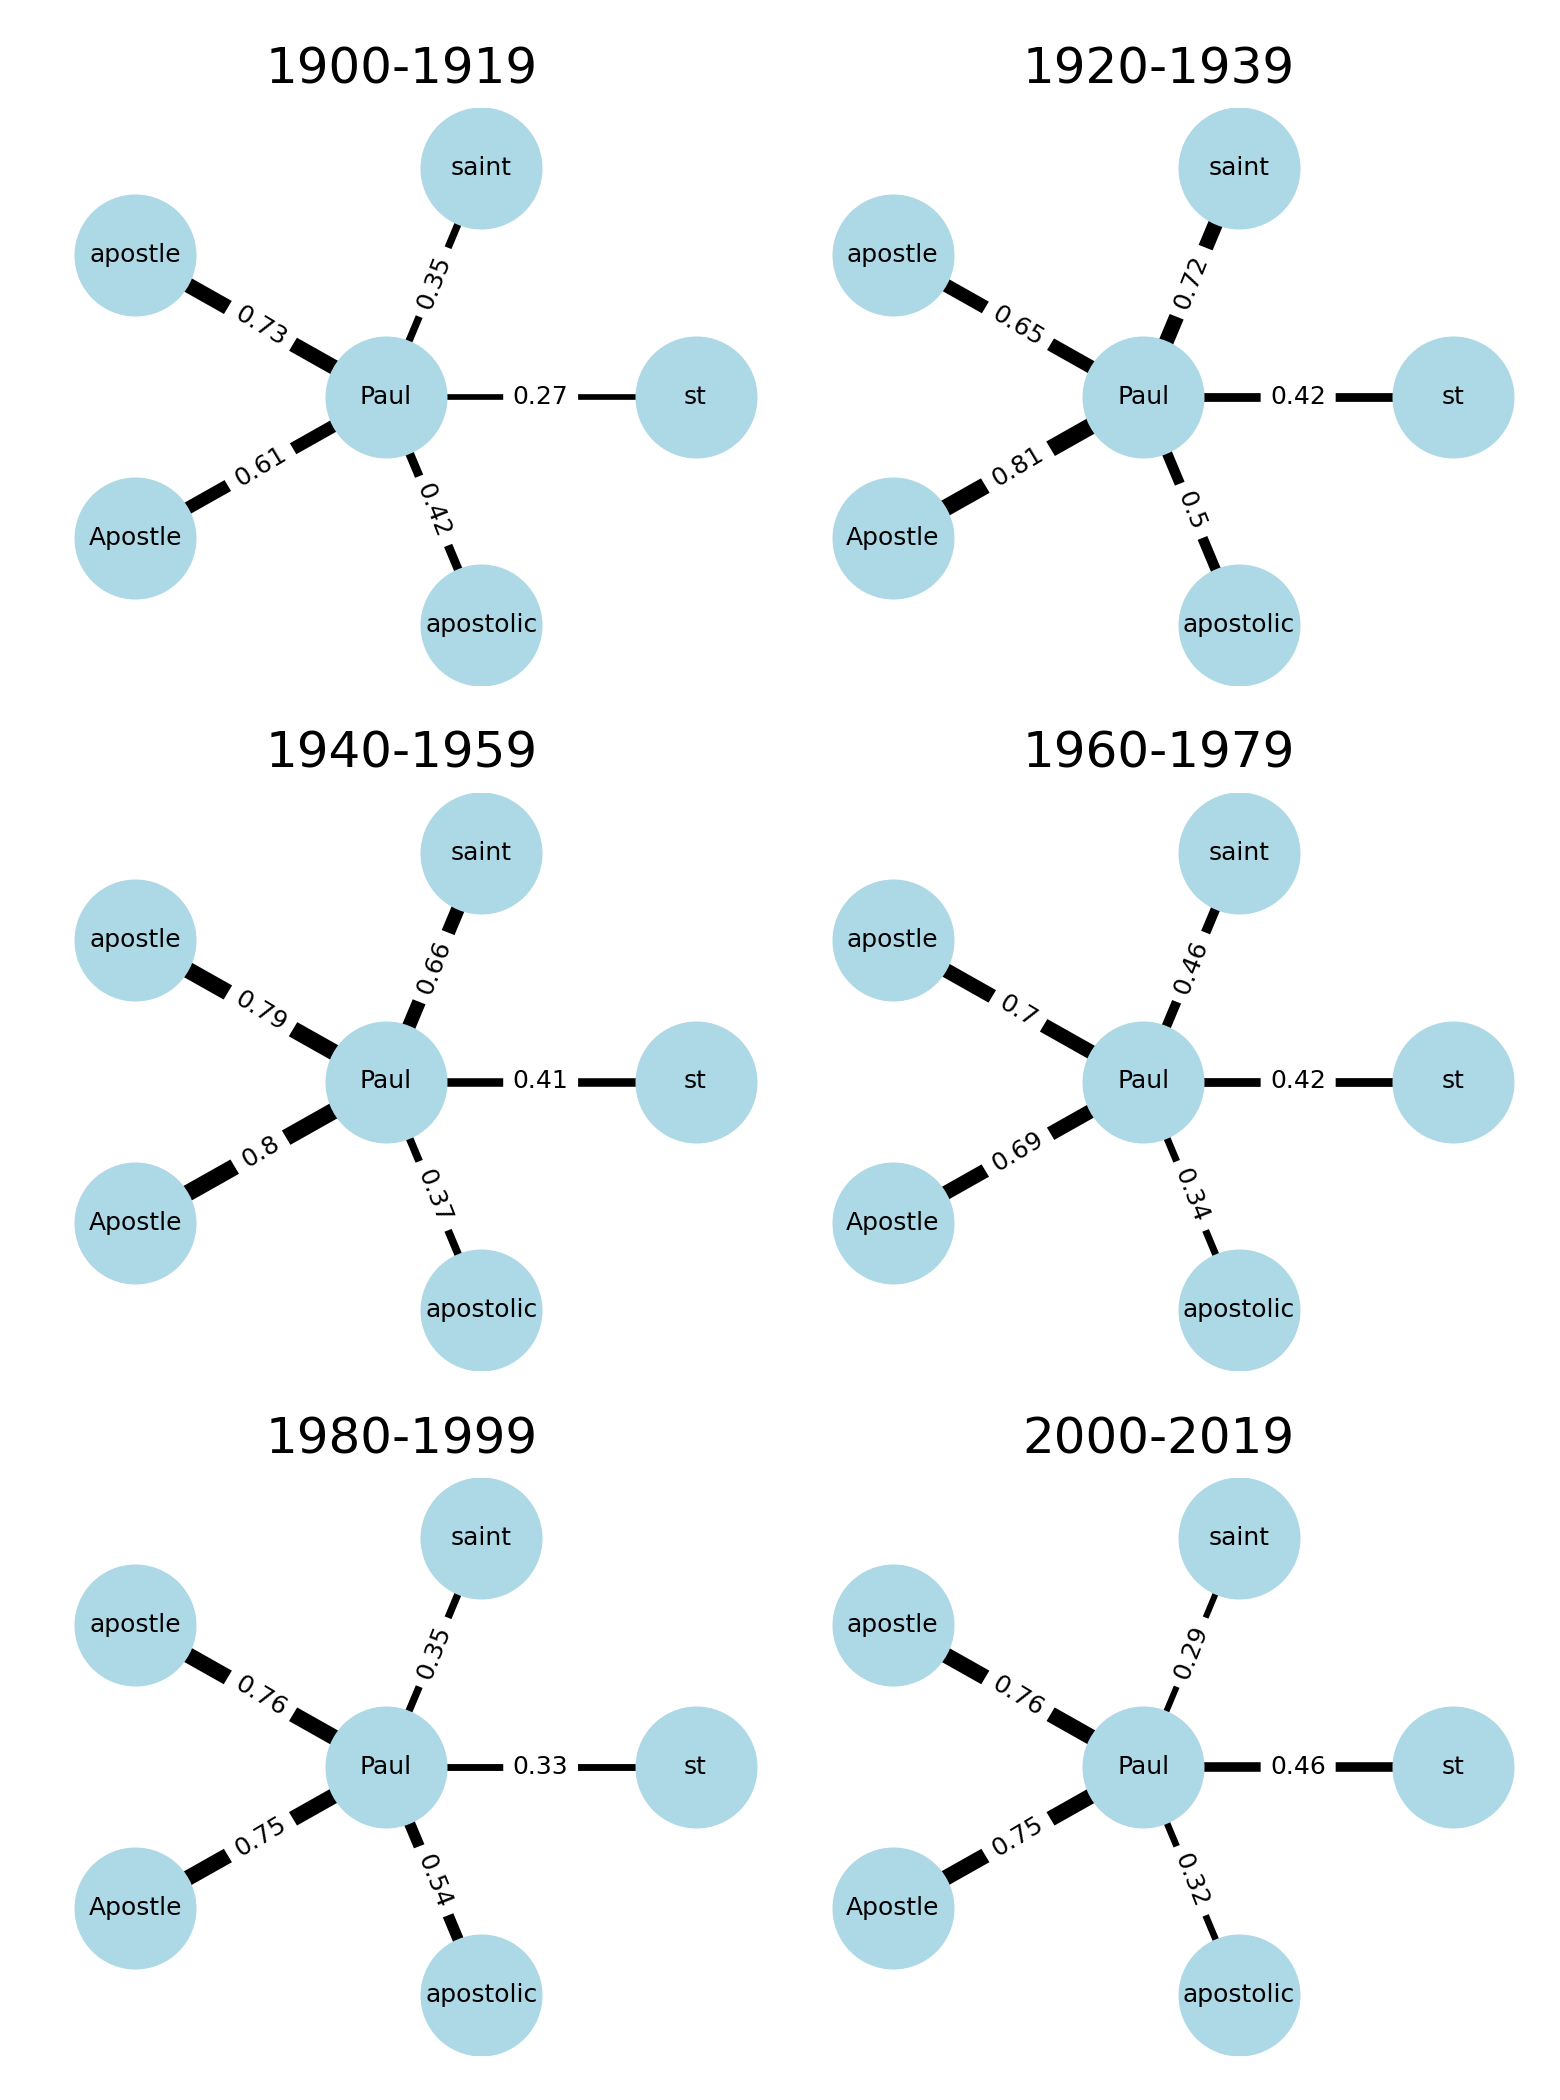 1900-1919
saint
apostle
0.35
0.73
Paul
0.27
st
0.61
0.42
Apostle
apostolic
1920-1939
saint
apostle
0.72
0.65
Paul
0.42
st
0.81
0.5
Apostle
apostolic
1940-1959
saint
apostle
0.66
0.79
Paul
0.41
st
0.8
0.37
Apostle
apostolic
1960-1979
saint
apostle
0.46
0.7
Paul
0.42
st
0.69
0.34
Apostle
apostolic
1980-1999
saint
apostle
0.35
0.76
Paul
0.33
st
0.75
0.54
Apostle
apostolic
2000-2019
saint
apostle
0.29
0.76
Paul
0.46
st
0.75
0.32
Apostle
apostolic